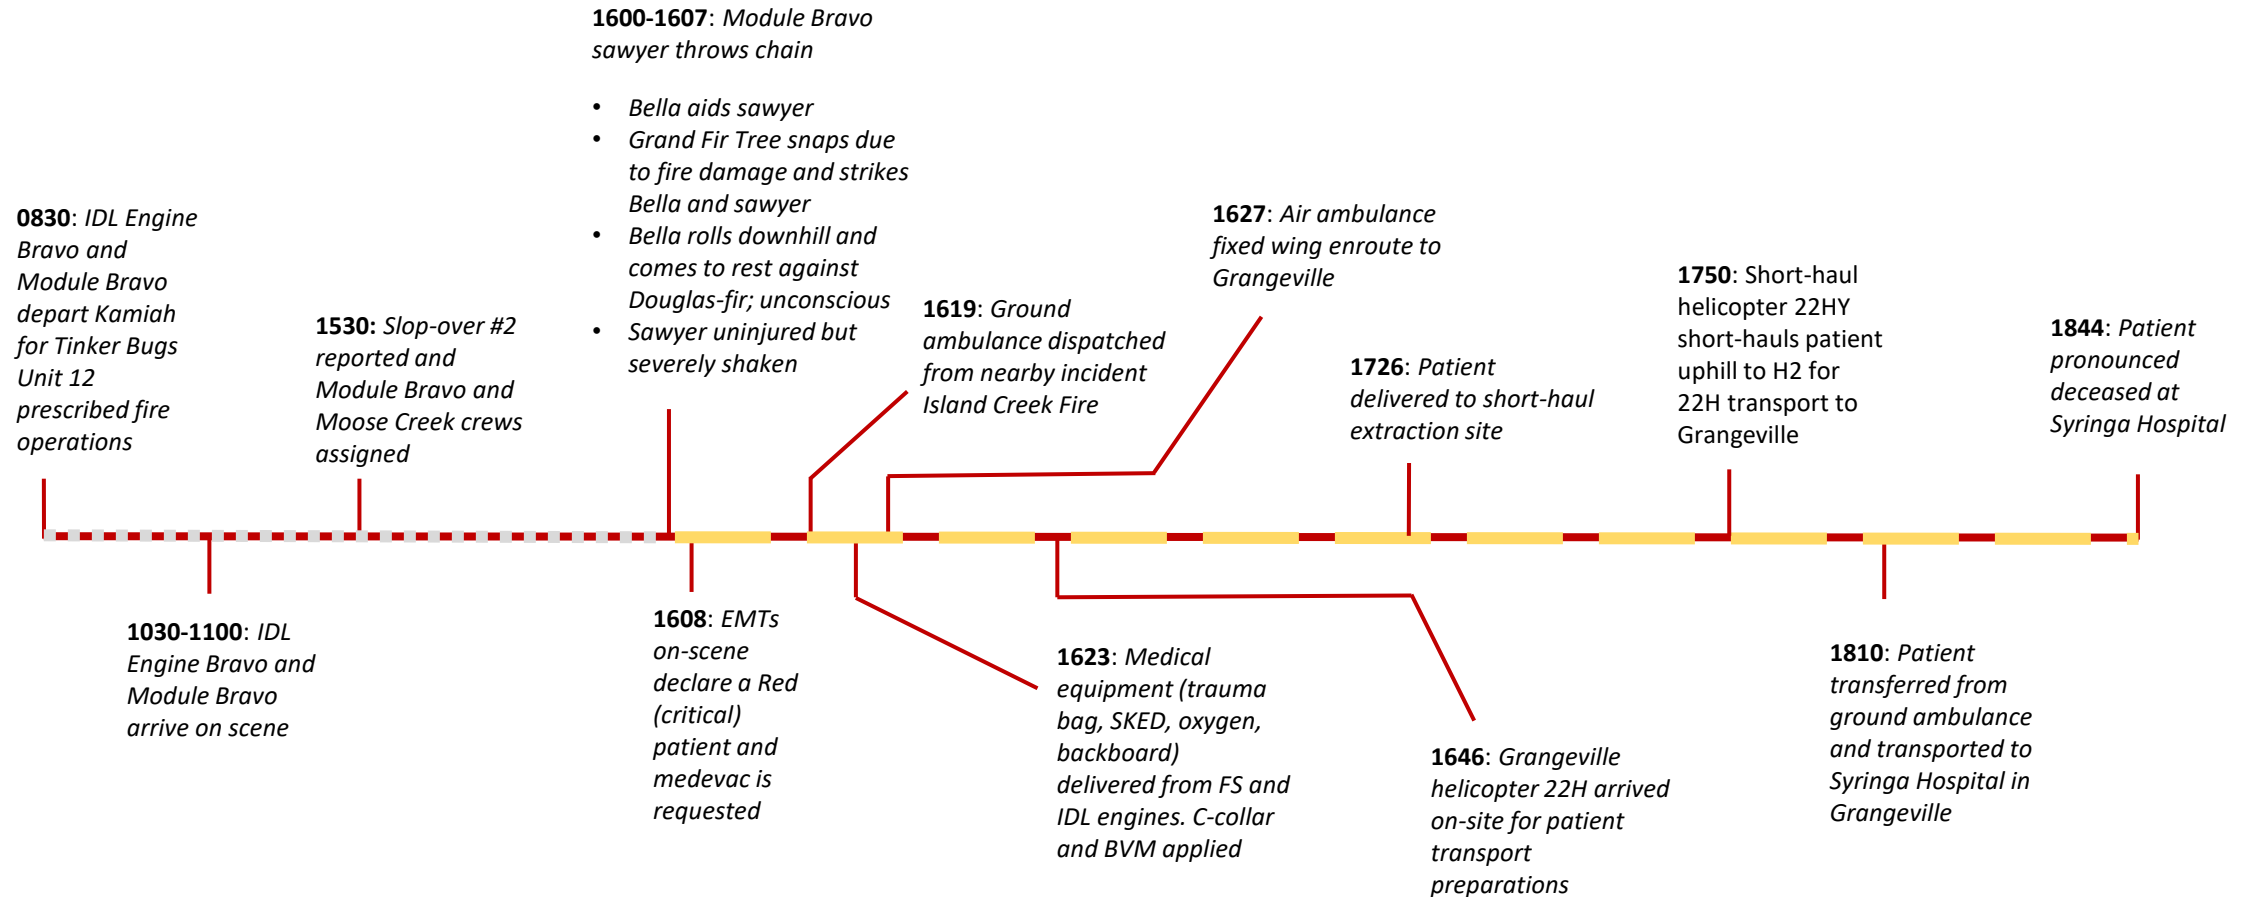 0830: IDL Engine
Bravo and
Module Bravo
depart Kamiah
for Tinker Bugs
Unit 12
prescribed fire
operations
1030-1100: IDL
Engine Bravo and
Module Bravo
arrive on scene
1530: Slop-over #2
reported and
Module Bravo and
Moose Creek crews
assigned
1600-1607: Module Bravo
sawyer throws chain
• Bella aids sawyer
• Grand Fir Tree snaps due
to fire damage and strikes
Bella and sawyer
• Bella rolls downhill and
comes to rest against
Douglas-fir; unconscious
• Sawyer uninjured but
severely shaken
1608: EMTs
on-scene
declare a Red
(critical)
patient and
medevac is
requested
1619: Ground
ambulance dispatched
from nearby incident
Island Creek Fire
1623: Medical
equipment (trauma
bag, SKED, oxygen,
backboard)
delivered from FS and
IDL engines. C-collar
and BVM applied
1627: Air ambulance
fixed wing enroute to
Grangeville
1646: Grangeville
helicopter 22H arrived
on-site for patient
transport
preparations
1726: Patient
delivered to short-haul
extraction site
1750: Short-haul
helicopter 22HY
short-hauls patient
uphill to H2 for
22H transport to
Grangeville
1810: Patient
transferred from
ground ambulance
and transported to
Syringa Hospital in
Grangeville
1844: Patient
pronounced
deceased at
Syringa Hospital